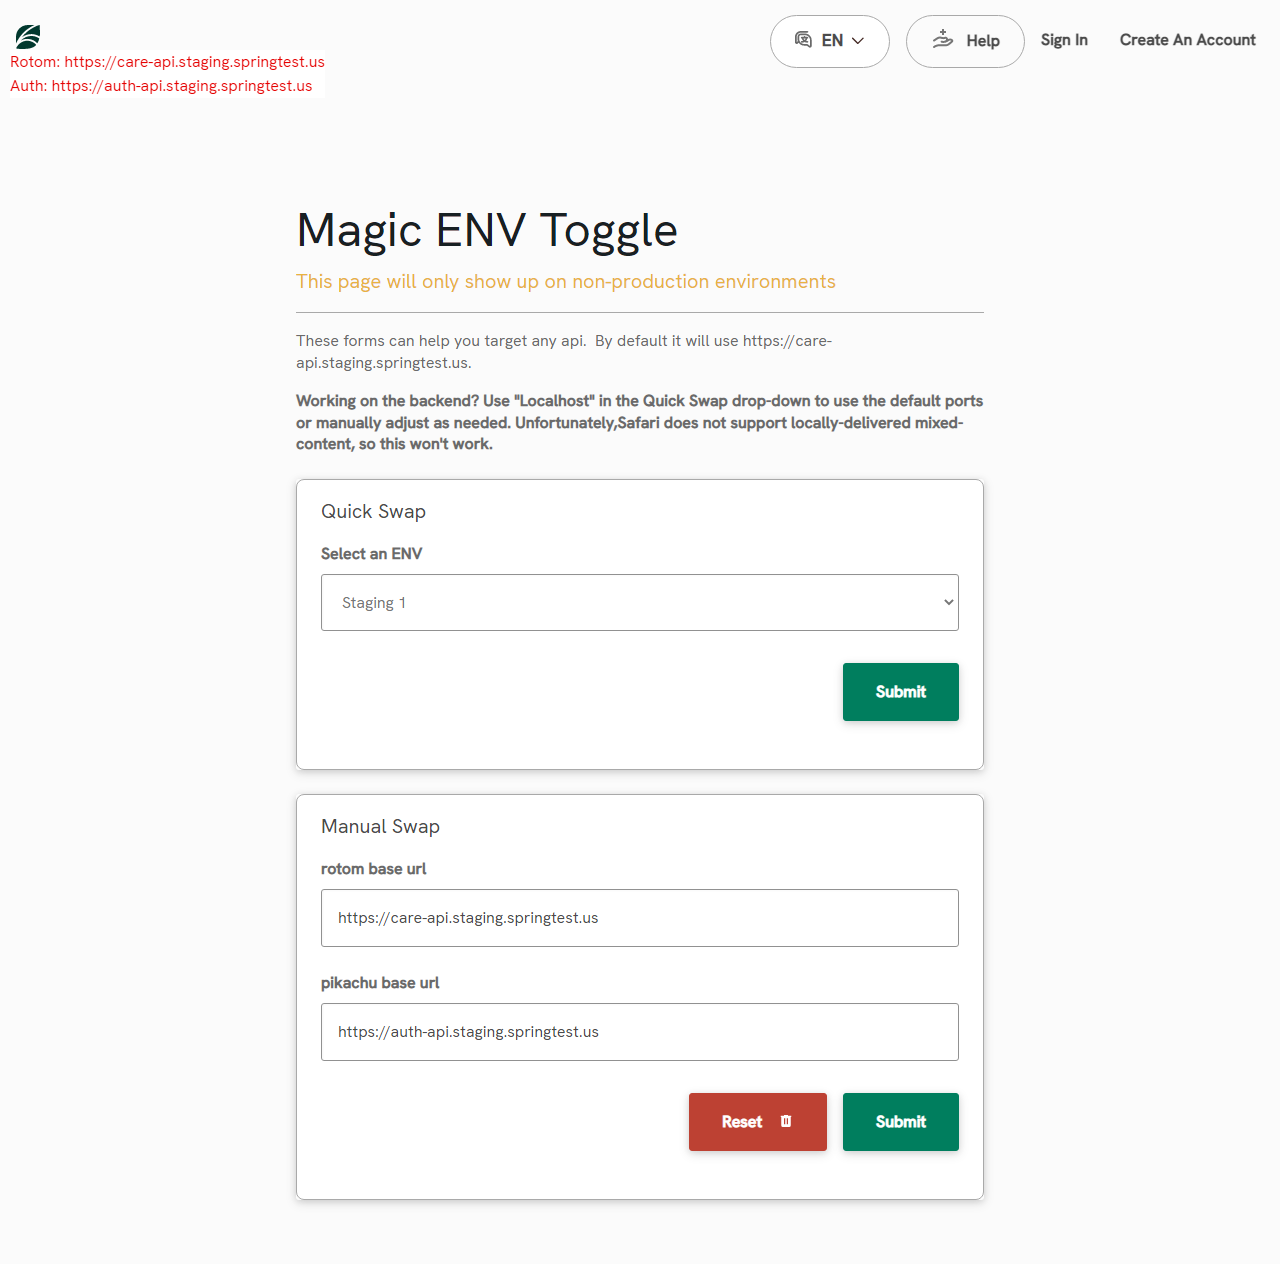 EN
Help
Sign In
Create An Account
Rotom: https://care-api.staging.springtest.us
Auth: https://auth-api.staging.springtest.us
Magic ENV Toggle
This page will only show up on non-production environments
These forms can help you target any api.  By default it will use https://care-
api.staging.springtest.us.
Working on the backend? Use "Localhost" in the Quick Swap drop-down to use the default ports
or manually adjust as needed. Unfortunately,Safari does not support locally-delivered mixed-
content, so this won't work.
Quick Swap
Select an ENV
Staging 1
Submit
Manual Swap
rotom base url
https://care-api.staging.springtest.us
pikachu base url
https://auth-api.staging.springtest.us
Reset
Submit